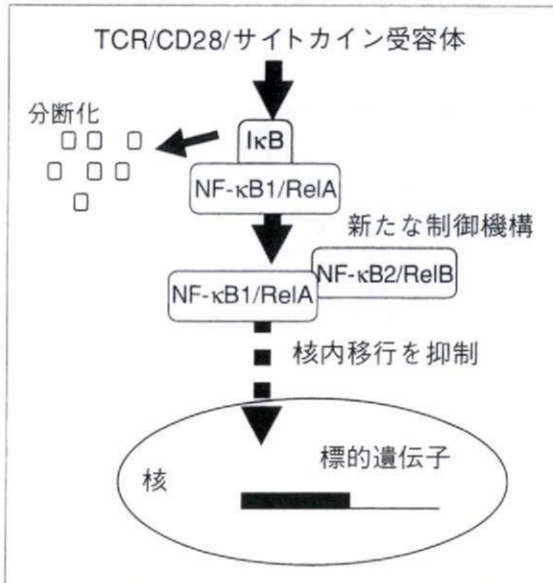 TCR/CD28/サイトカイン受容体
分断化
IκB
NF-κB1/RelA
新たな制御機構
NF-κB2/RelB
NF-κB1/RelA
核内移行を抑制
標的遺伝子
核